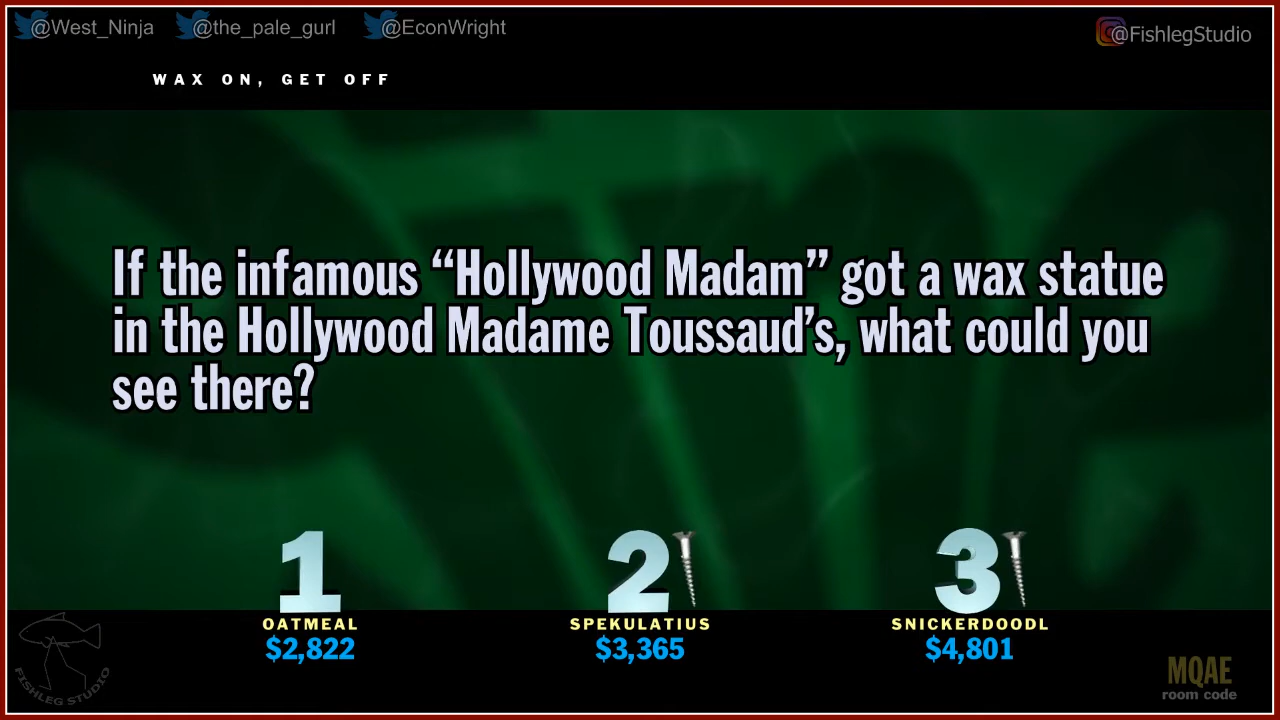 @West_Ninja @the_pale_gurl @EconWright @FishlegStudio
WAX ON, GET OFF
If the infamous “Hollywood Madam” got a wax statue
in the Hollywood Madame Toussaud’s, what could you
see there?
1 2 3
OATMEAL SPEKULATIUS SNICKERDOODL
$2,822 $3,365 $4,801
FISHLEG STUDIO
MQAE
room code